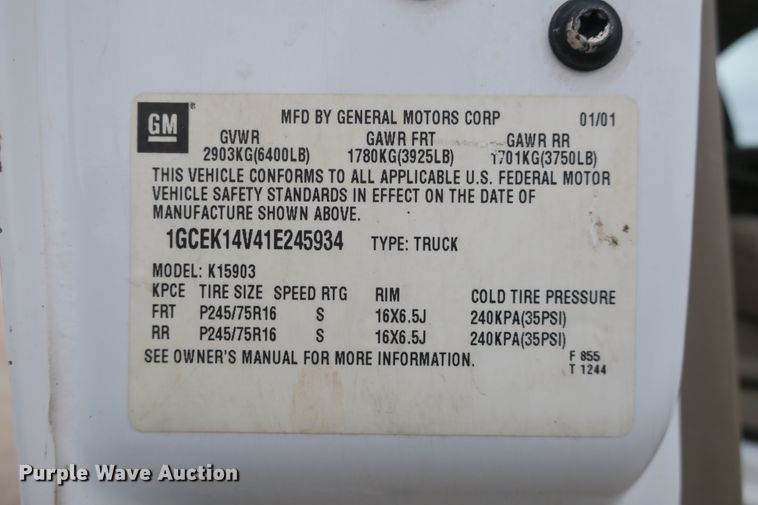 GM ® MFD BY GENERAL MOTORS CORP 01/01
GVWR GAWR FRT GAWR RR
2903KG(6400LB) 1780KG(3925LB) 1701KG(3750LB)
THIS VEHICLE CONFORMS TO ALL APPLICABLE U.S. FEDERAL MOTOR
VEHICLE SAFETY STANDARDS IN EFFECT ON THE DATE OF
MANUFACTURE SHOWN ABOVE.
1GCEK14V41E245934 TYPE: TRUCK
MODEL: K15903
KPCE TIRE SIZE SPEED RTG RIM COLD TIRE PRESSURE
FRT P245/75R16 S 16X6.5J 240KPA(35PSI)
RR P245/75R16 S 16X6.5J 240KPA(35PSI)
SEE OWNER'S MANUAL FOR MORE INFORMATION. F 855
T 1244
Purple Wave Auction